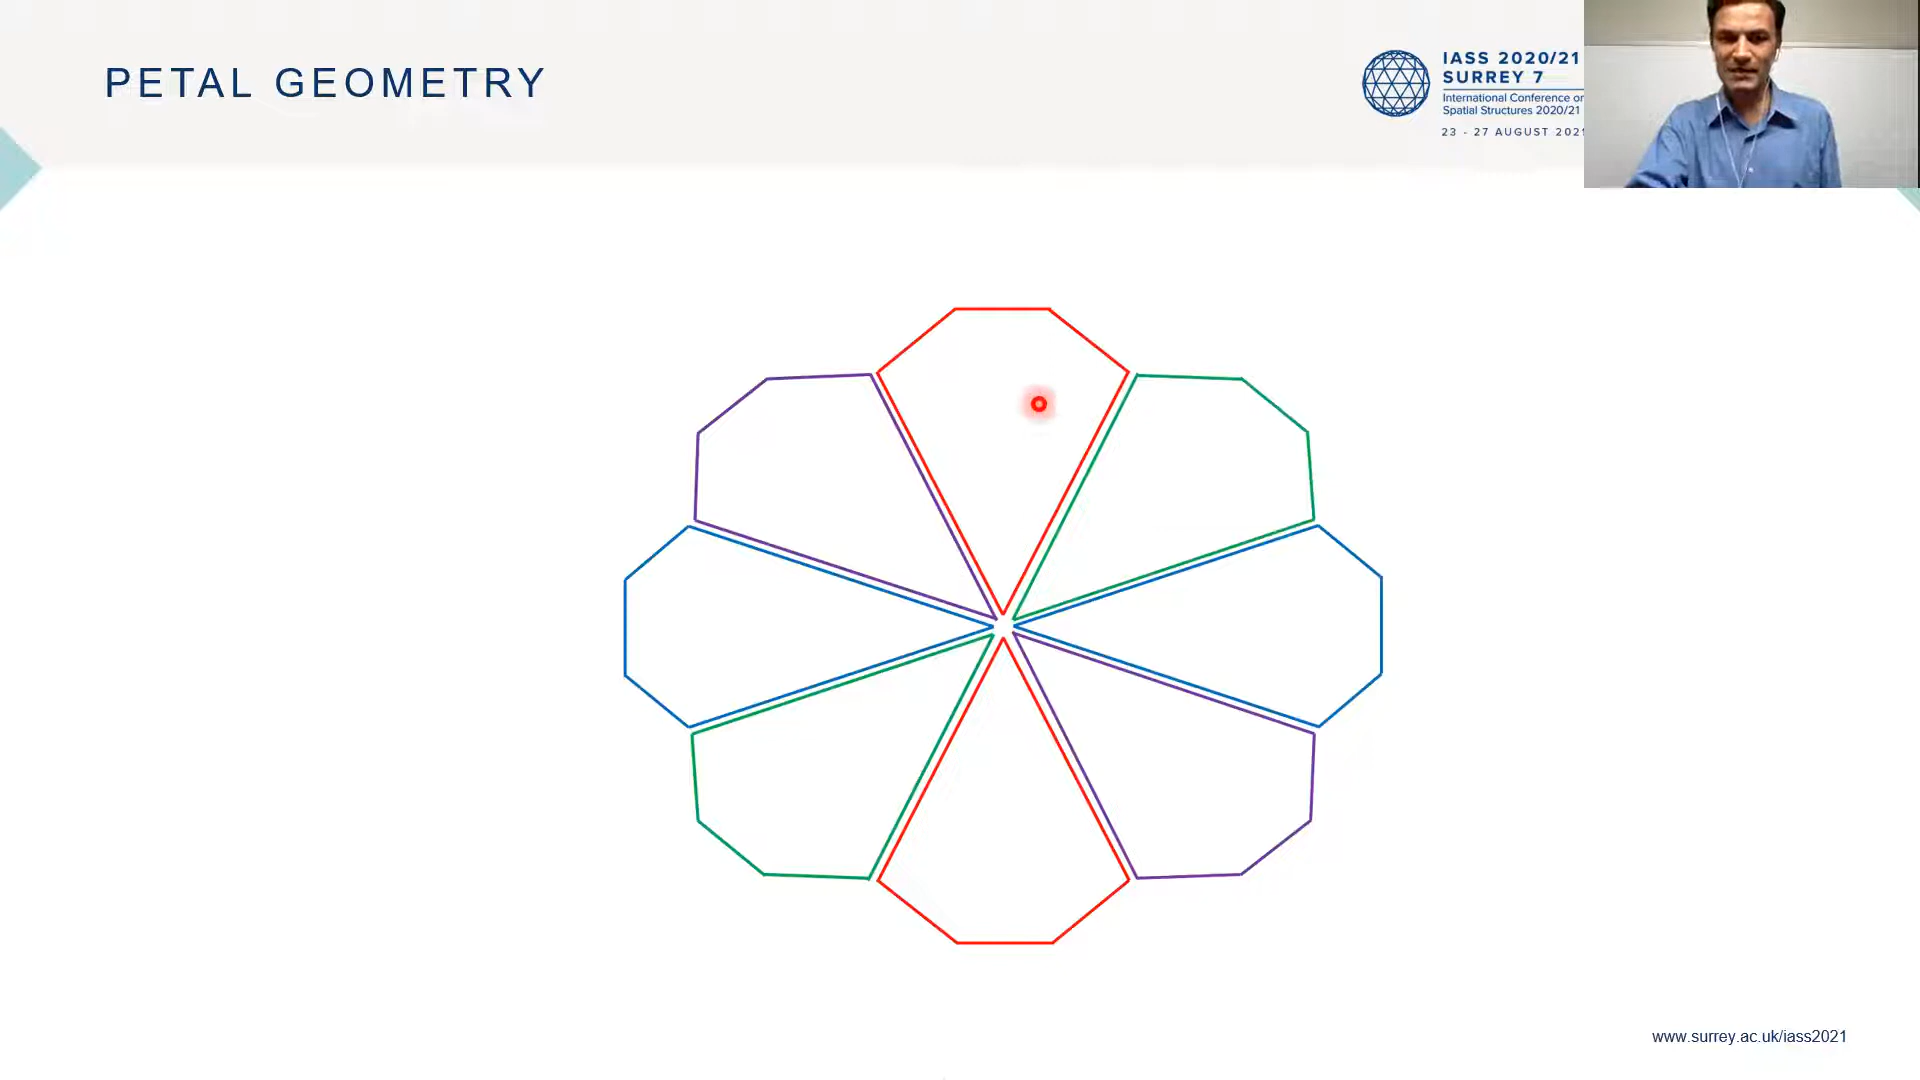 PETAL GEOMETRY
IASS 2020/21
SURREY 7
International Conference on
Spatial Structures 2020/21
23 - 27 AUGUST 2021
www.surrey.ac.uk/iass2021